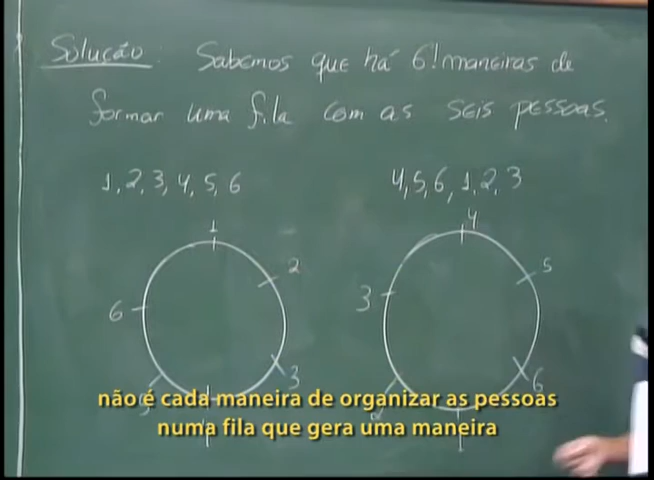 Solução: Sabemos que há 6! maneiras de
formar uma fila com as seis pessoas.
1, 2, 3, 4, 5, 6
4, 5, 6, 1, 2, 3
1
2
3
6
4
5
6
3
não é cada maneira de organizar as pessoas
numa fila que gera uma maneira